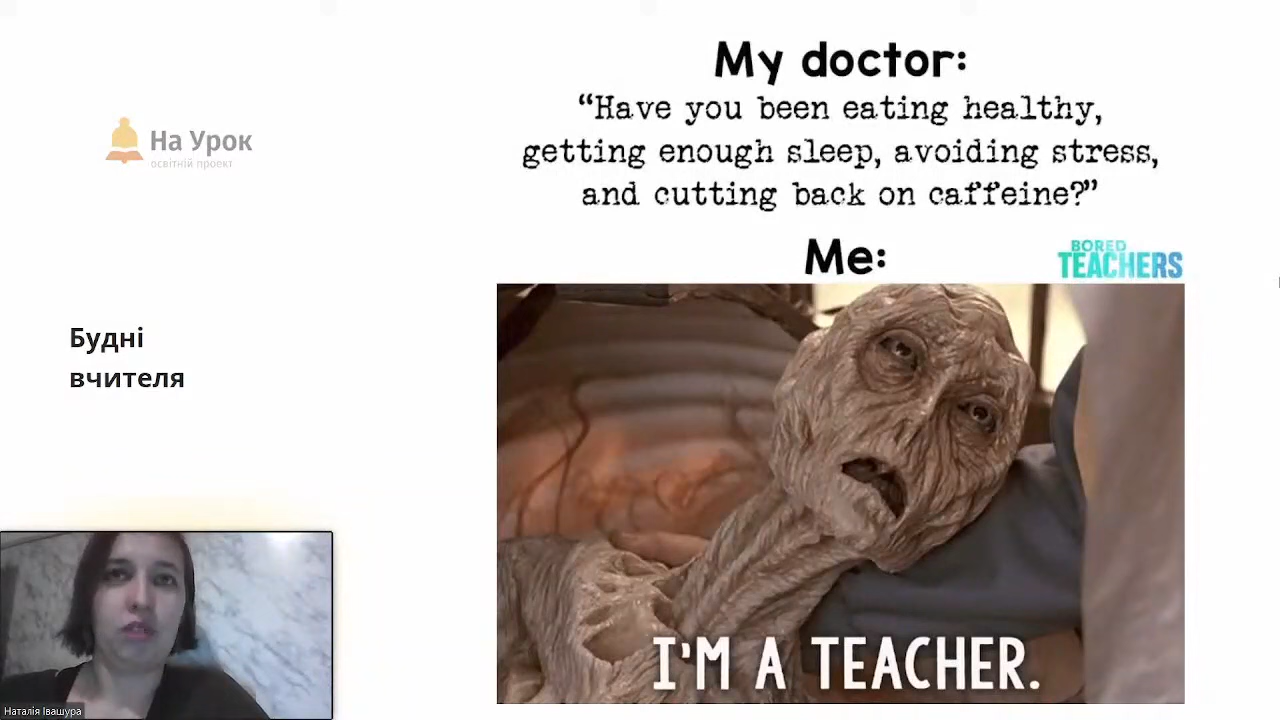 My doctor:
“Have you been eating healthy,
getting enough sleep, avoiding stress,
and cutting back on caffeine?”
Me:
BORED
TEACHERS
I'M A TEACHER.
На Урок
освітній проект
Будні
вчителя
Наталія Івашура